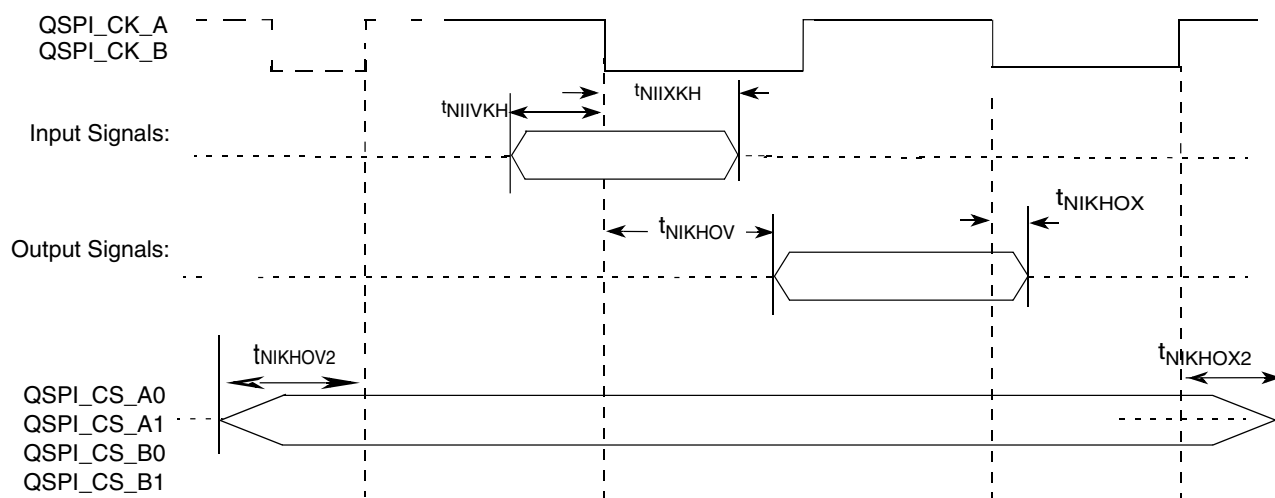 QSPI_CK_A
QSPI_CK_B
tNIIVKH
tNIIXKH
Input Signals:
tNIKHOX
tNIKHOV
Output Signals:
tNIKHOV2
tNIKHOX2
QSPI_CS_A0
QSPI_CS_A1
QSPI_CS_B0
QSPI_CS_B1